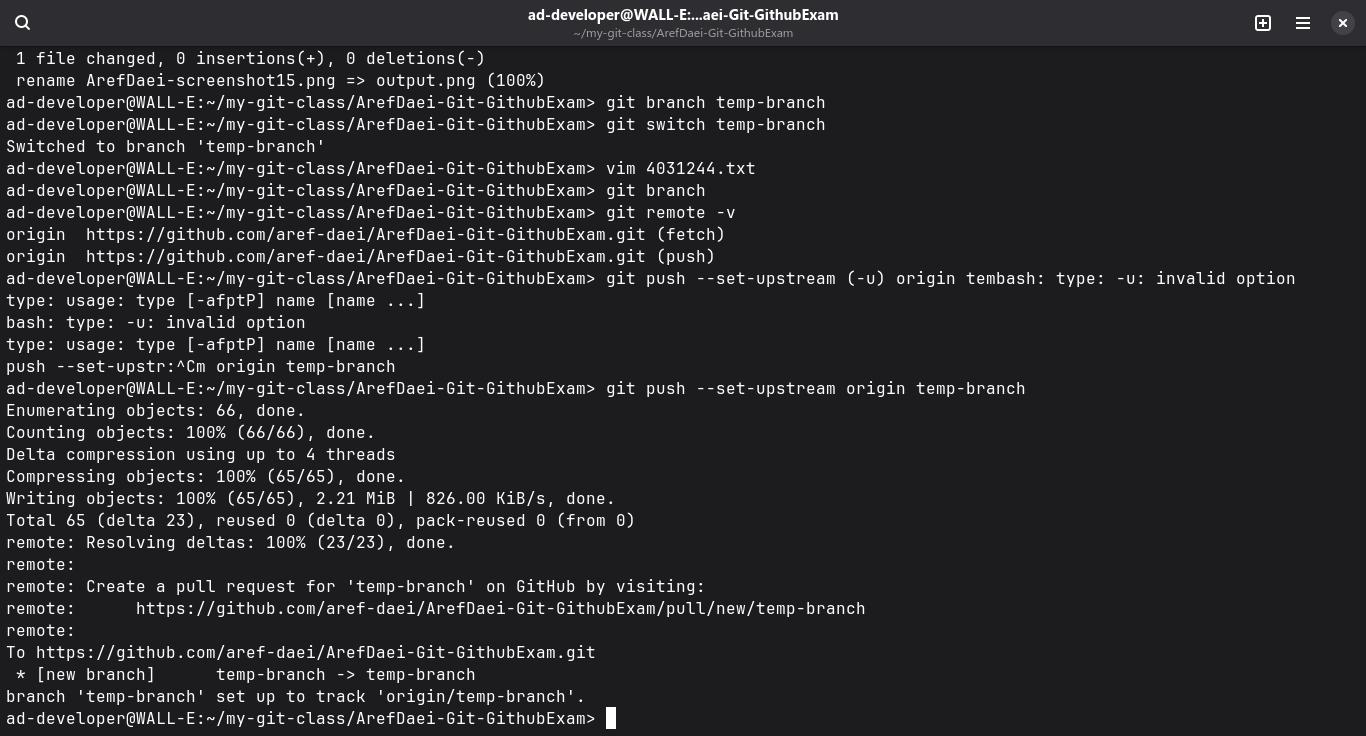 ad-developer@WALL-E:...aei-Git-GithubExam
~/my-git-class/ArefDaei-Git-GithubExam
 1 file changed, 0 insertions(+), 0 deletions(-)
 rename ArefDaei-screenshot15.png => output.png (100%)
ad-developer@WALL-E:~/my-git-class/ArefDaei-Git-GithubExam> git branch temp-branch
ad-developer@WALL-E:~/my-git-class/ArefDaei-Git-GithubExam> git switch temp-branch
Switched to branch 'temp-branch'
ad-developer@WALL-E:~/my-git-class/ArefDaei-Git-GithubExam> vim 4031244.txt
ad-developer@WALL-E:~/my-git-class/ArefDaei-Git-GithubExam> git branch
ad-developer@WALL-E:~/my-git-class/ArefDaei-Git-GithubExam> git remote -v
origin  https://github.com/aref-daei/ArefDaei-Git-GithubExam.git (fetch)
origin  https://github.com/aref-daei/ArefDaei-Git-GithubExam.git (push)
ad-developer@WALL-E:~/my-git-class/ArefDaei-Git-GithubExam> git push --set-upstream (-u) origin tembash: type: -u: invalid option
type: usage: type [-afptP] name [name ...]
bash: type: -u: invalid option
type: usage: type [-afptP] name [name ...]
push --set-upstr:^Cm origin temp-branch
ad-developer@WALL-E:~/my-git-class/ArefDaei-Git-GithubExam> git push --set-upstream origin temp-branch
Enumerating objects: 66, done.
Counting objects: 100% (66/66), done.
Delta compression using up to 4 threads
Compressing objects: 100% (65/65), done.
Writing objects: 100% (65/65), 2.21 MiB | 826.00 KiB/s, done.
Total 65 (delta 23), reused 0 (delta 0), pack-reused 0 (from 0)
remote: Resolving deltas: 100% (23/23), done.
remote:
remote: Create a pull request for 'temp-branch' on GitHub by visiting:
remote:      https://github.com/aref-daei/ArefDaei-Git-GithubExam/pull/new/temp-branch
remote:
To https://github.com/aref-daei/ArefDaei-Git-GithubExam.git
 * [new branch]      temp-branch -> temp-branch
branch 'temp-branch' set up to track 'origin/temp-branch'.
ad-developer@WALL-E:~/my-git-class/ArefDaei-Git-GithubExam>